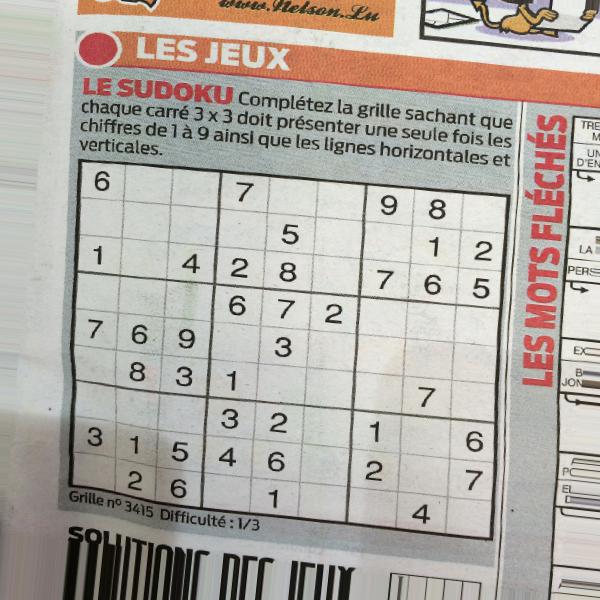 www.Nelson.Lu
LES JEUX
LE SUDOKU Complétez la grille sachant que
chaque carré 3 x 3 doit présenter une seule fois les
chiffres de 1 à 9 ainsi que les lignes horizontales et
verticales.
6 7 9 8
5 1 2
1 4 2 8 7 6 5
6 7 2
7 6 9 3
8 3 1 7
3 2 1 6
3 1 5 4 6 2 7
2 6 1 4
Grille nº 3415 Difficulté : 1/3
SOLUTIONS DES JEUX
LES MOTS FLÉCHÉS
TRE
M
UN
D'EN
LA
PERS
EX
B
JON
EL